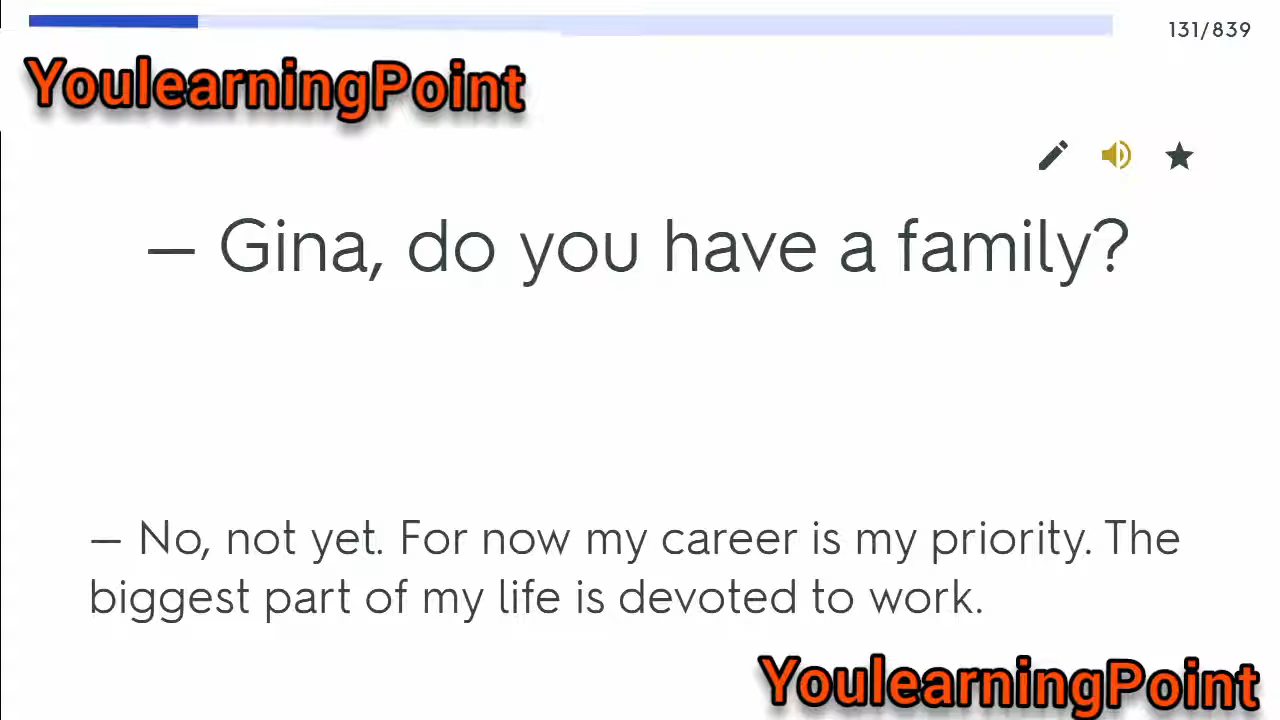 131/839
YoulearningPoint
— Gina, do you have a family?
— No, not yet. For now my career is my priority. The
biggest part of my life is devoted to work.
YoulearningPoint